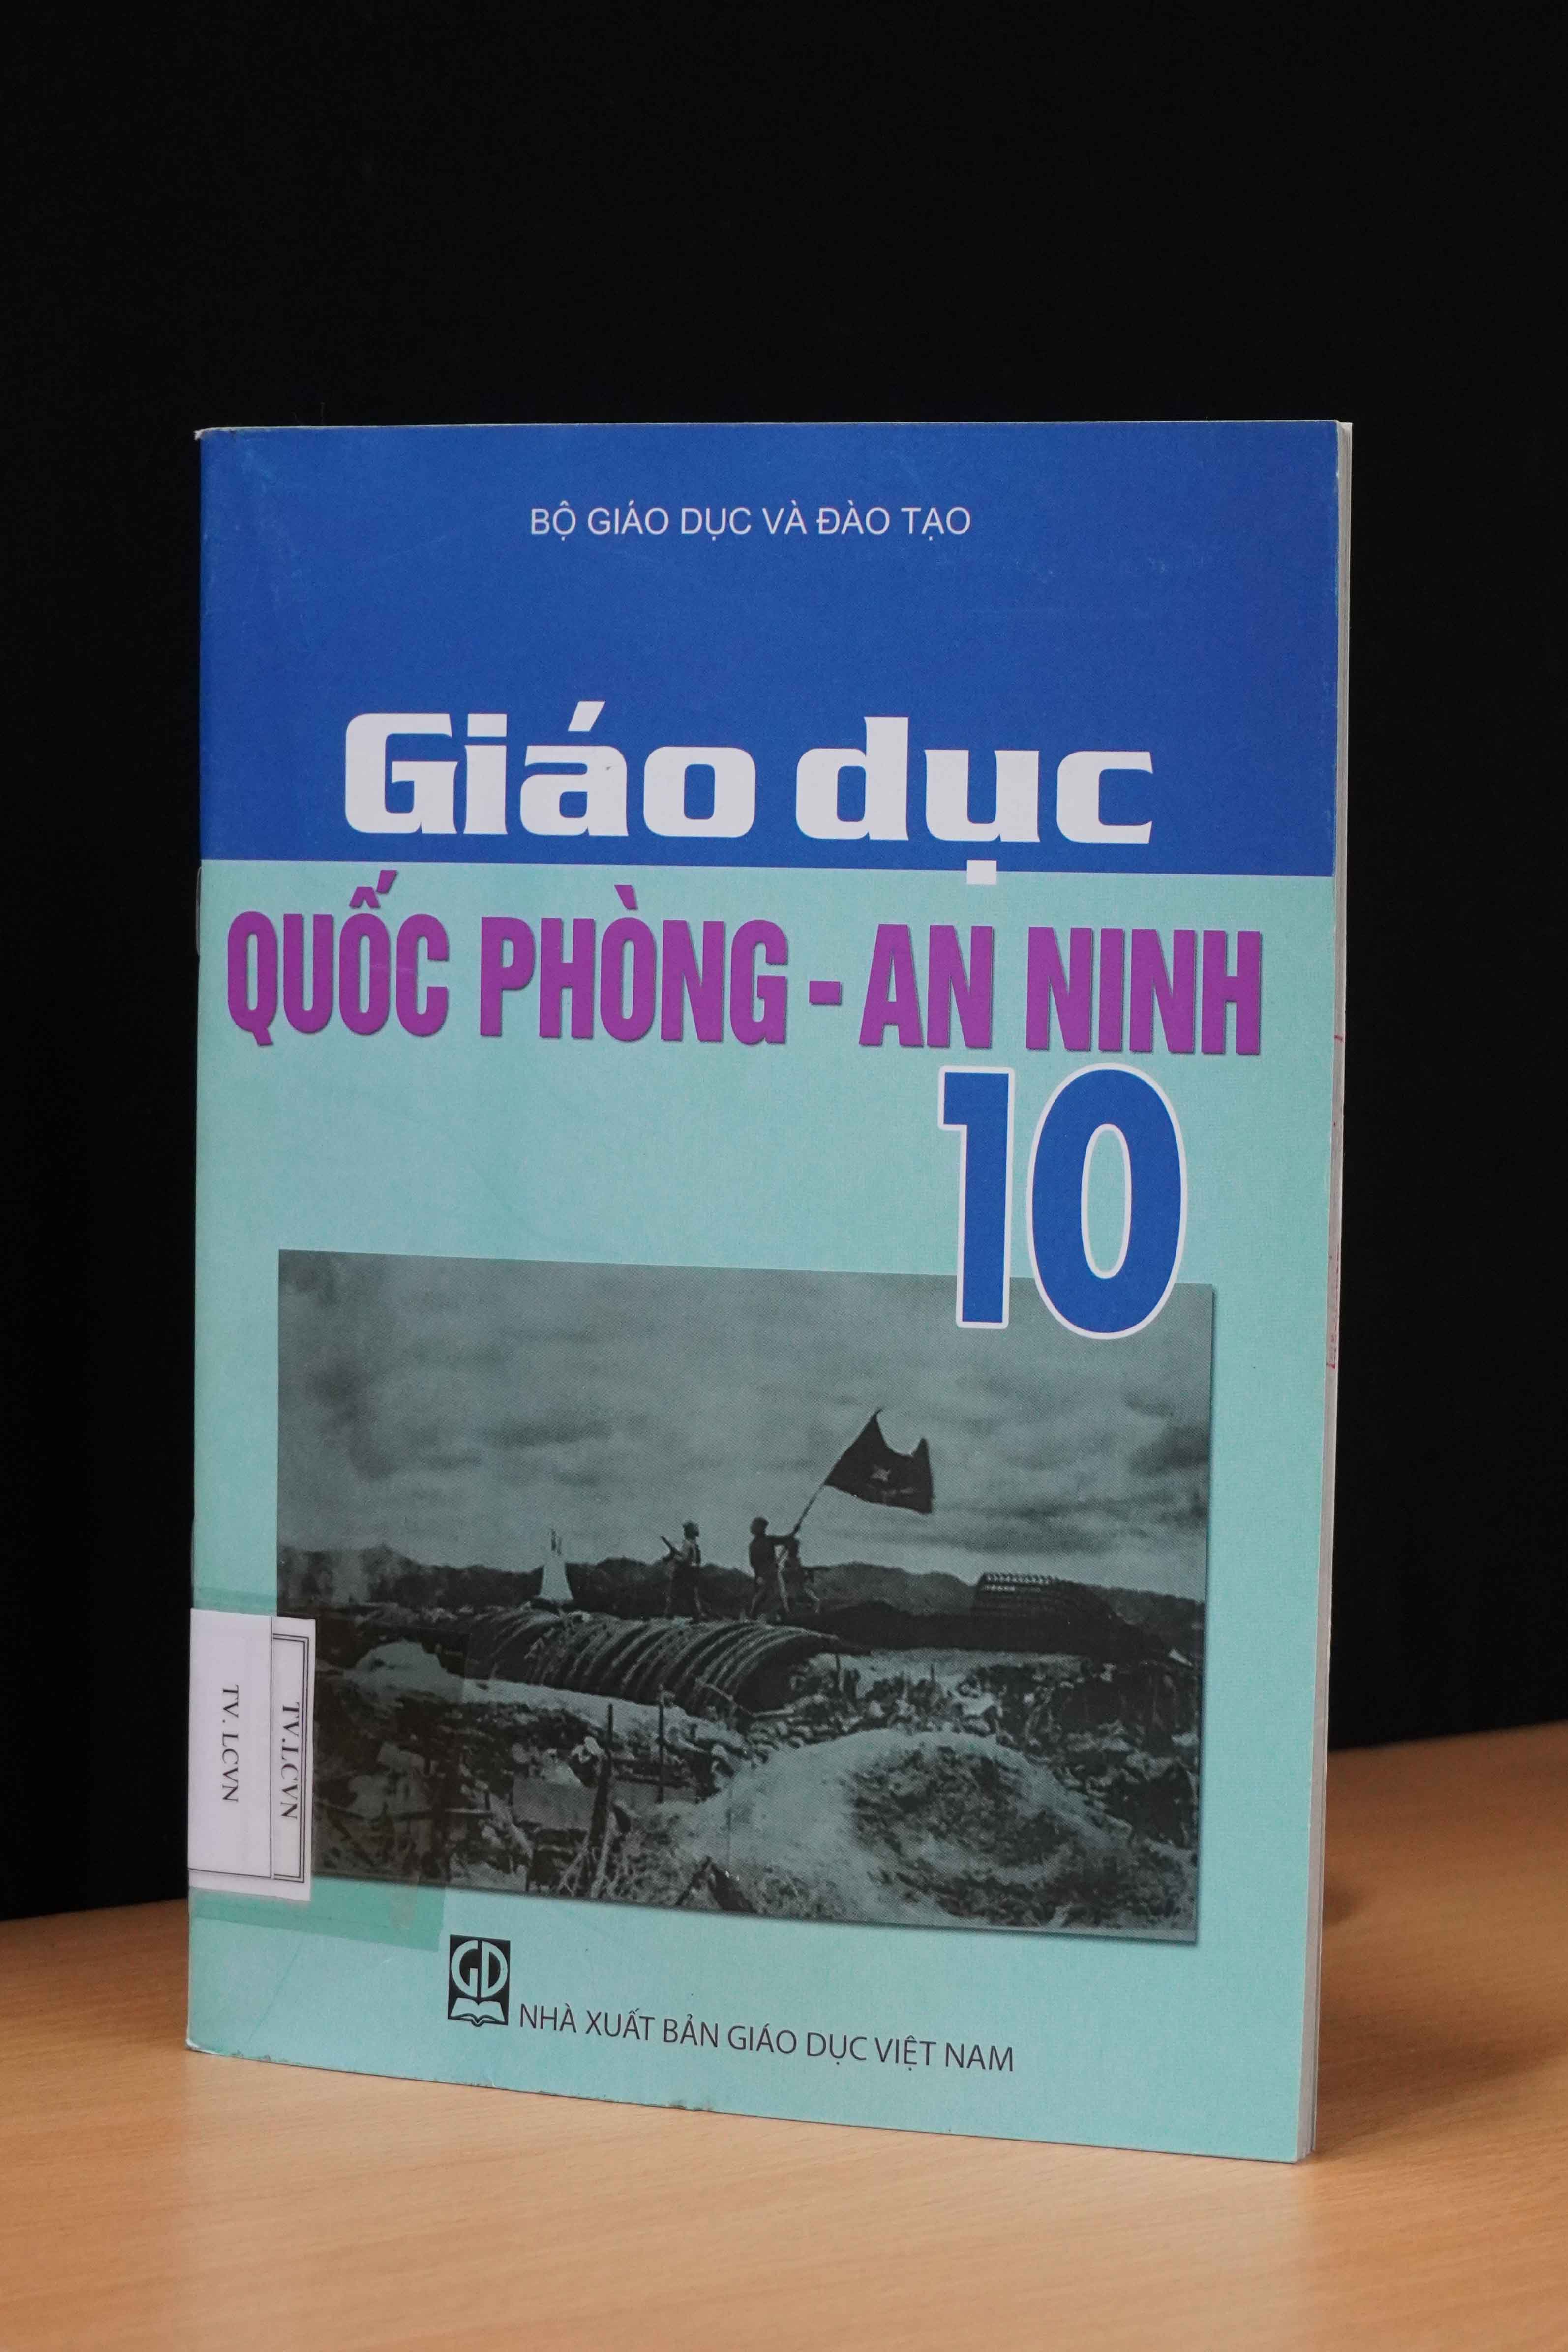 BỘ GIÁO DỤC VÀ ĐÀO TẠO
Giáo dục
QUỐC PHÒNG - AN NINH
10
TV.LCVN
TV. LCVN
GD
NHÀ XUẤT BẢN GIÁO DỤC VIỆT NAM